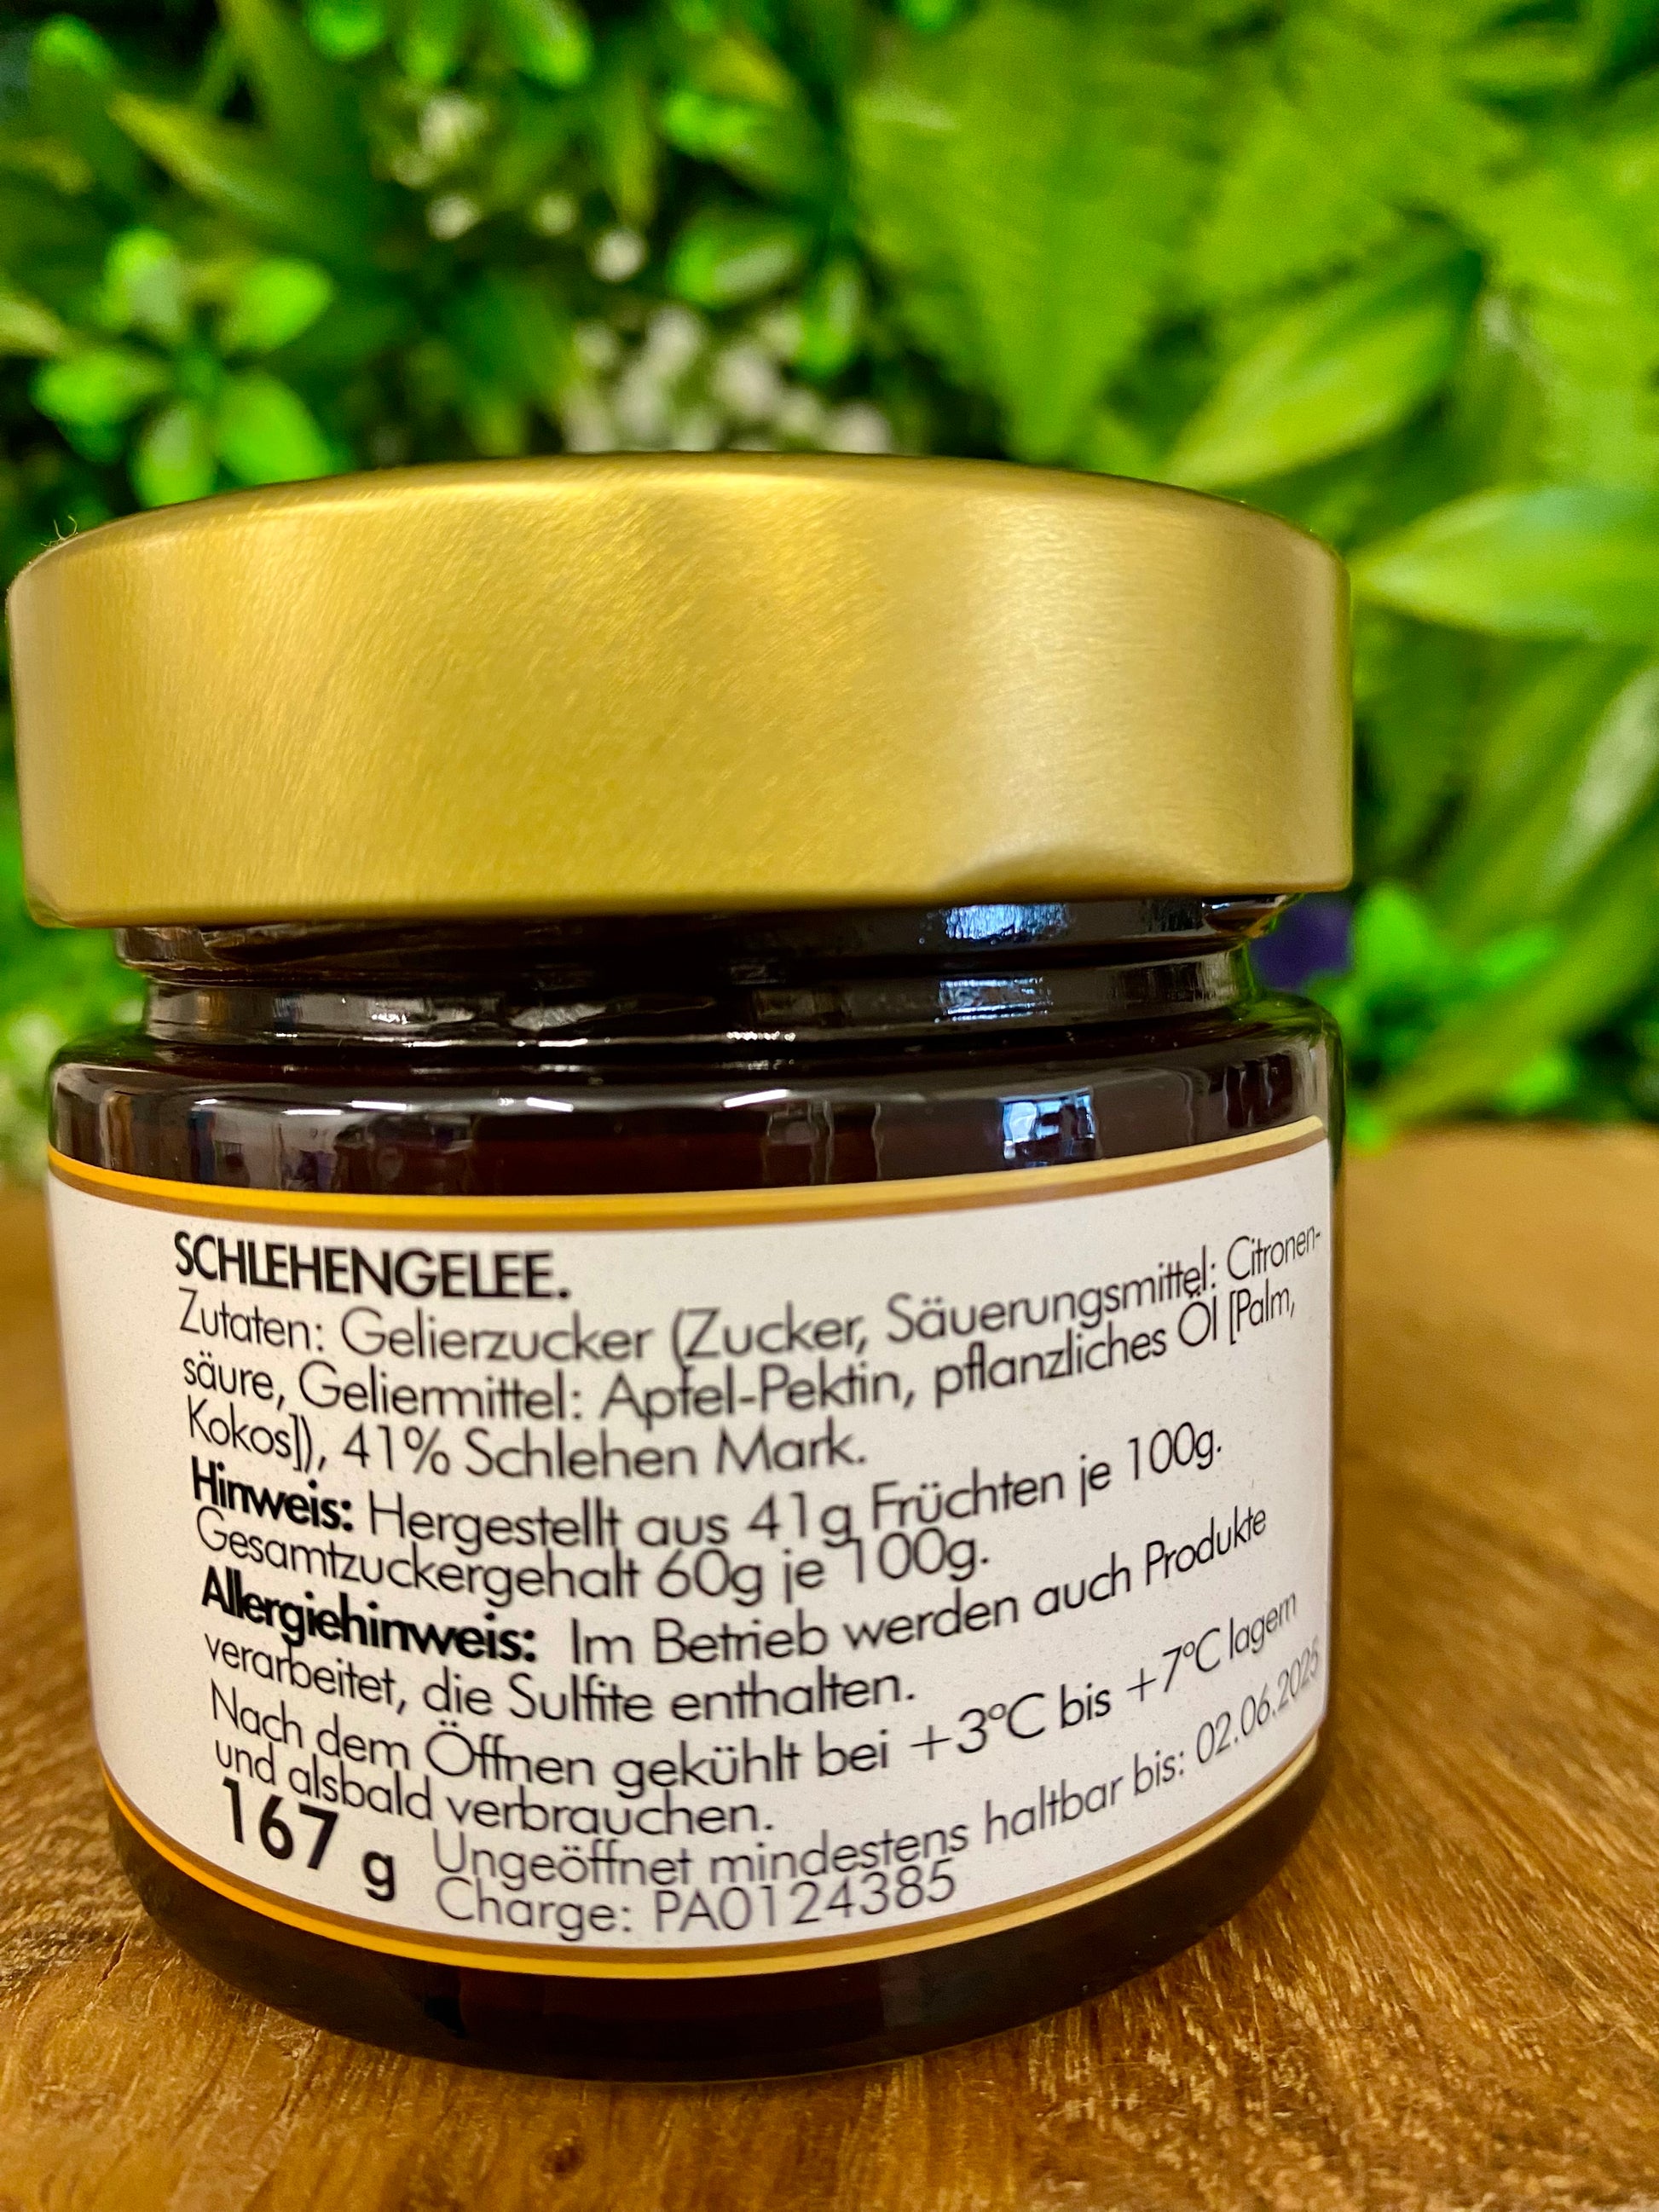 SCHLEHENGELEE.
Zutaten: Gelierzucker (Zucker, Säuerungsmittel: Citronen-
säure, Geliermittel: Apfel-Pektin, pflanzliches Öl [Palm,
Kokos]), 41% Schlehen Mark.
Hinweis: Hergestellt aus 41g Früchten je 100g.
Gesamtzuckergehalt 60g je 100g.
Allergiehinweis: Im Betrieb werden auch Produkte
verarbeitet, die Sulfite enthalten.
Nach dem Öffnen gekühlt bei +3°C bis +7°C lagern
und alsbald verbrauchen.
167 g
Ungeöffnet mindestens haltbar bis: 02.06.2025
Charge: PA0124385